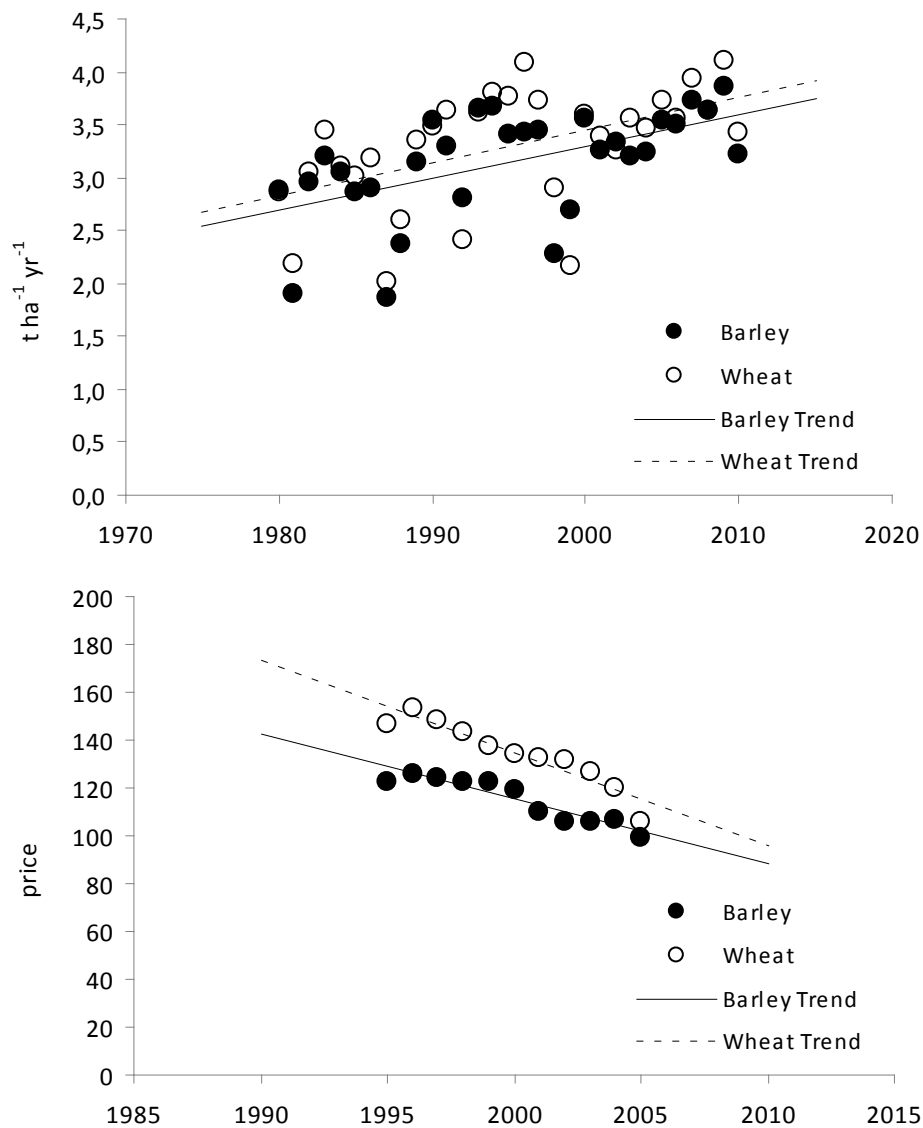 4,5
4,0
3,5
3,0
2,5
2,0
1,5
1,0
0,5
0,0
t ha-1 yr-1
Barley
Wheat
Barley Trend
Wheat Trend
1970 1980 1990 2000 2010 2020
200
180
160
140
120
100
80
60
40
20
0
price
Barley
Wheat
Barley Trend
Wheat Trend
1985 1990 1995 2000 2005 2010 2015